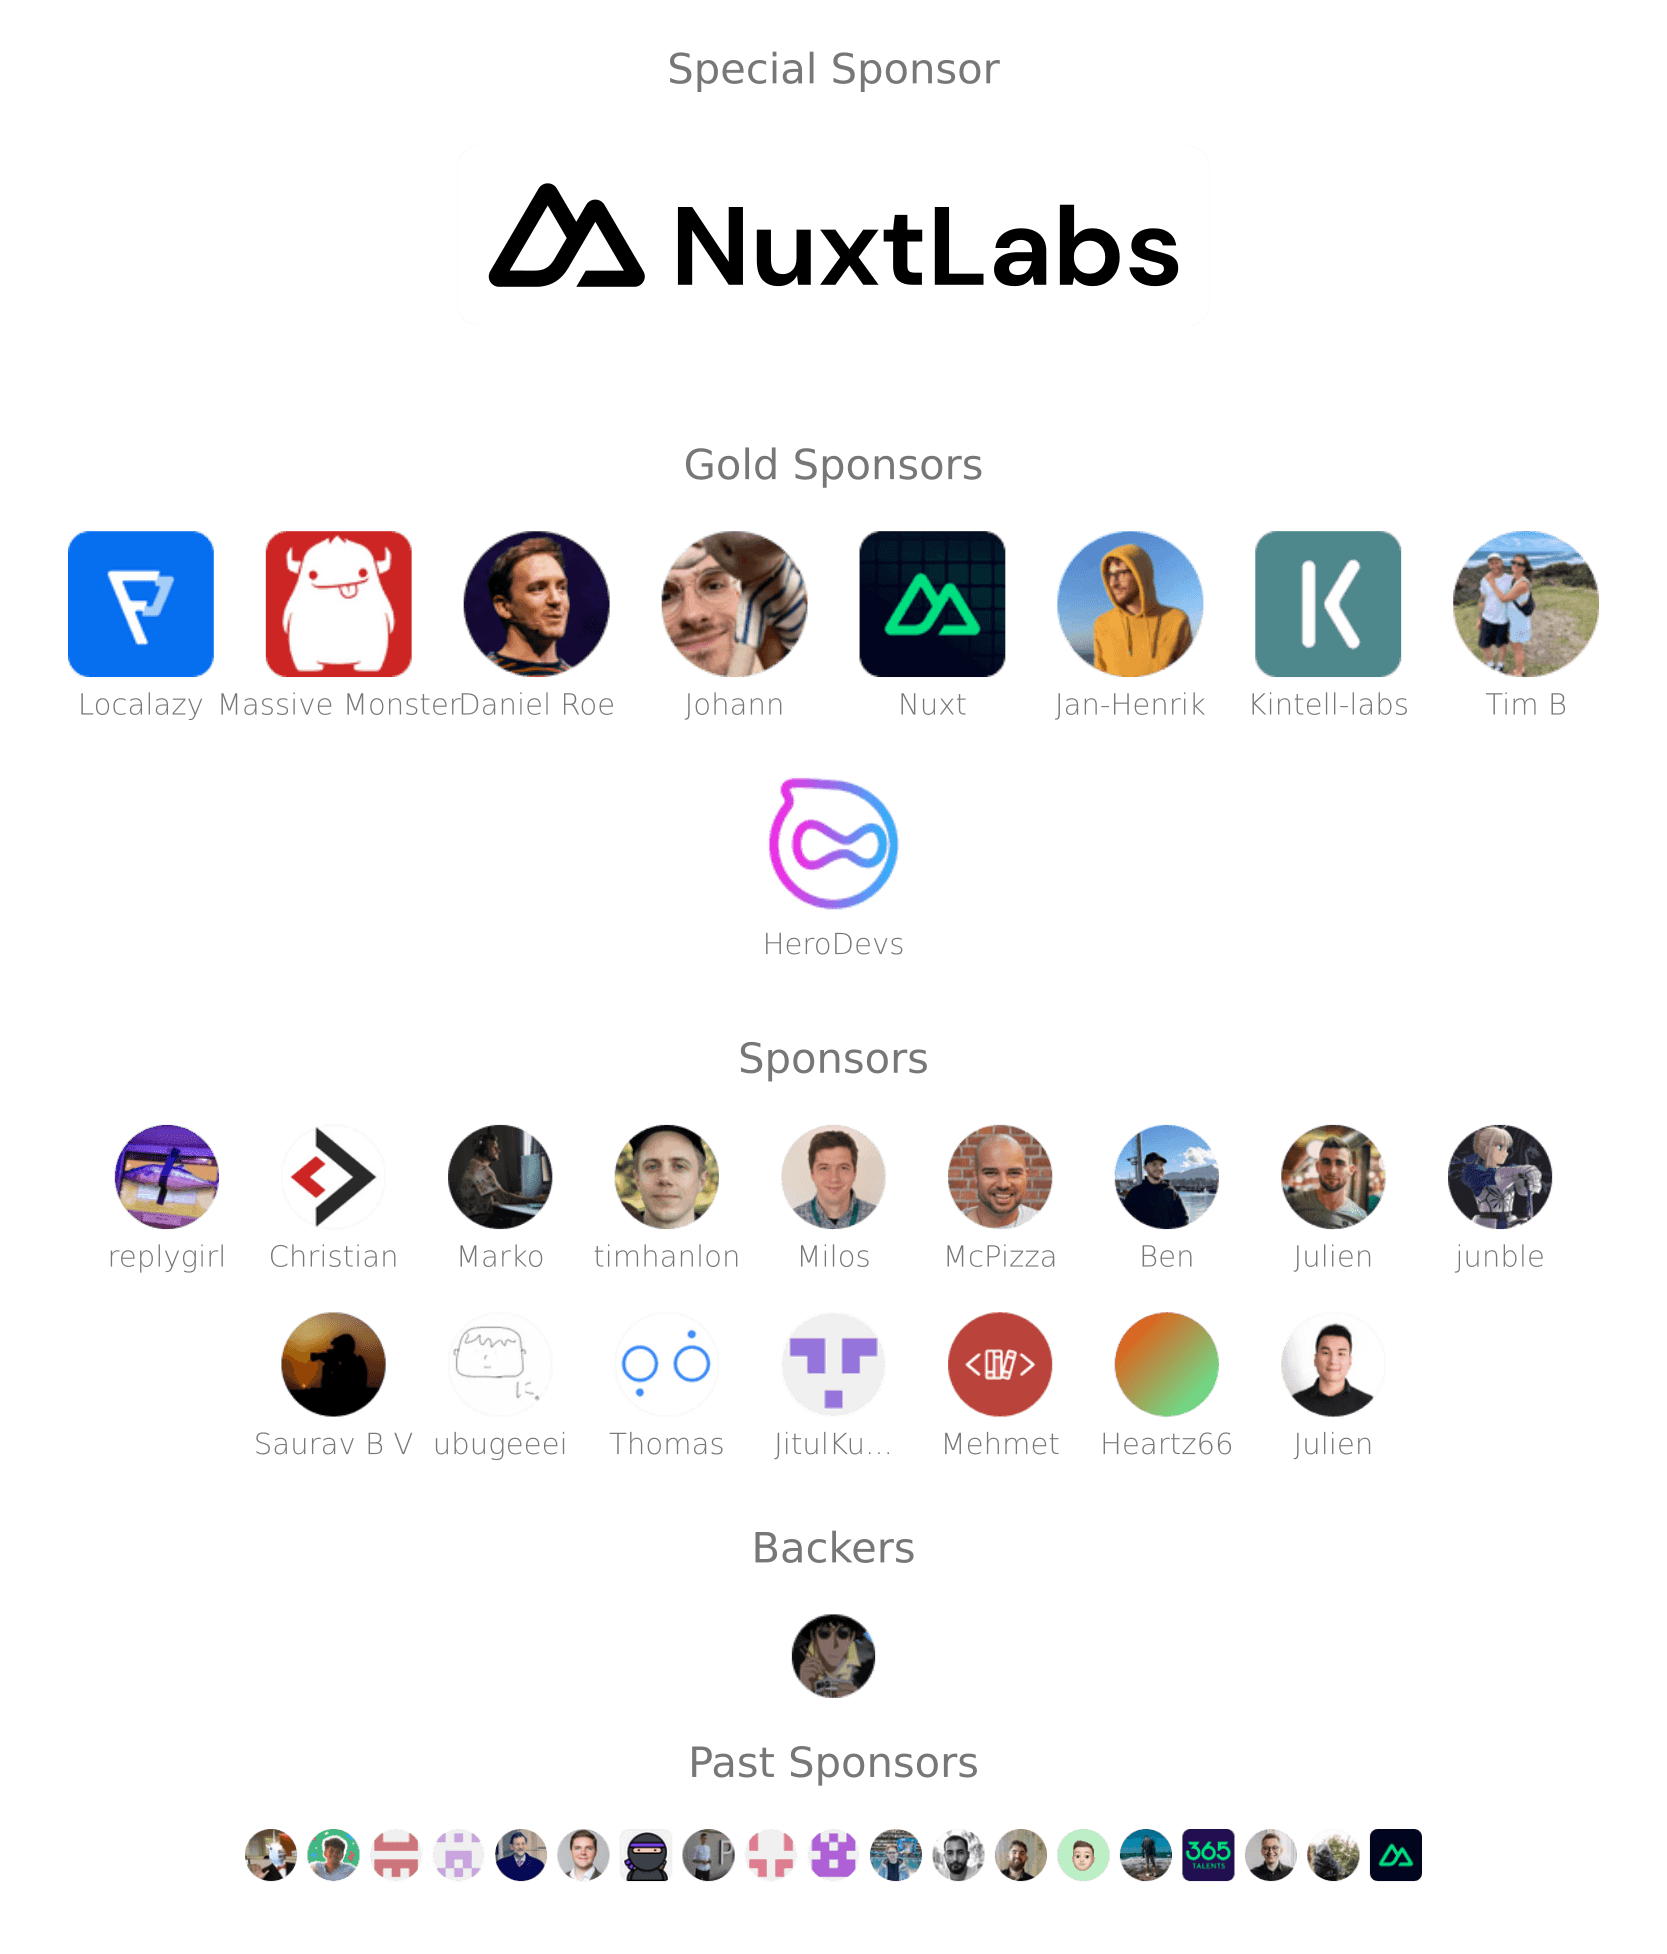 Special Sponsor
NuxtLabs
Gold Sponsors
Localazy Massive Monster Daniel Roe Johann Nuxt Jan-Henrik Kintell-labs Tim B
HeroDevs
Sponsors
replygirl Christian Marko timhanlon Milos McPizza Ben Julien junble
Saurav B V ubugeeei Thomas JitulKu... Mehmet Heartz66 Julien
Backers
Past Sponsors
365
TALENTS